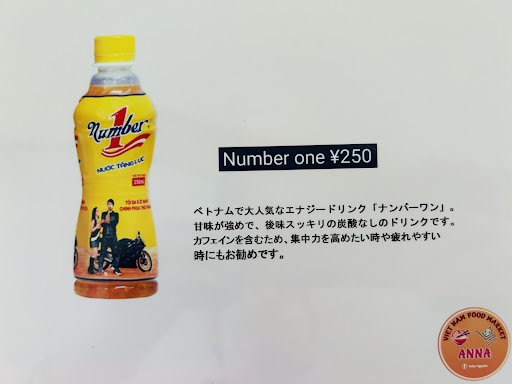 Number
1
NƯỚC TĂNG LỰC
Number one ¥250
ベトナムで大人気なエナジードリンク「ナンバーワン」。
甘味が強めで、後味スッキリの炭酸なしのドリンクです。
カフェインを含むため、集中力を高めたい時や疲れやすい
時にもお勧めです。
VIET NAM FOOD MARKET
ANNA